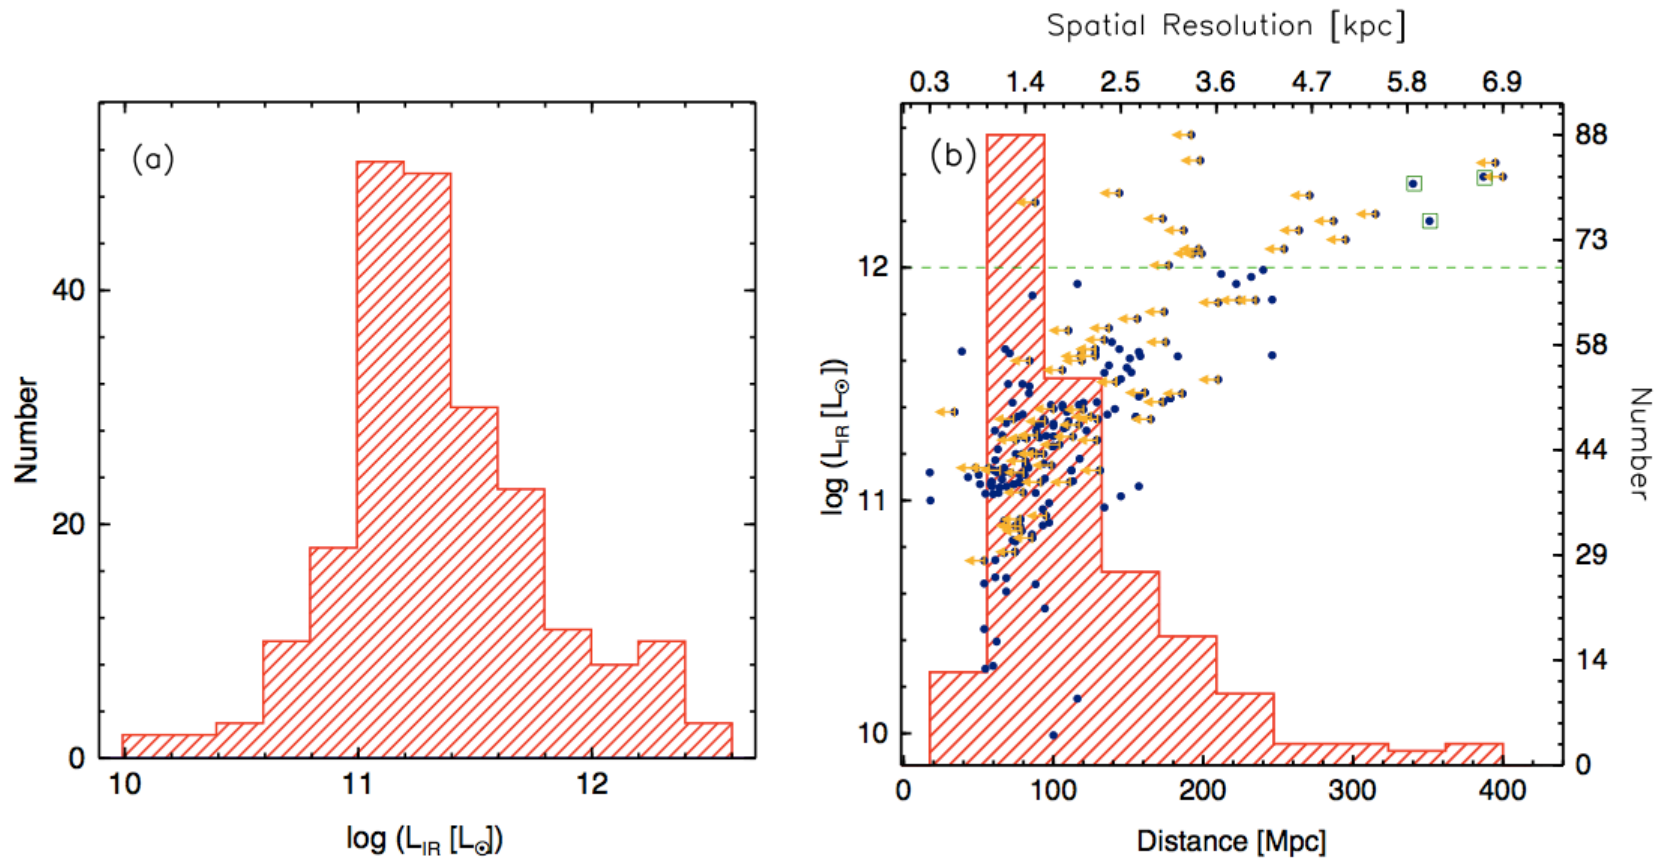 Spatial Resolution [kpc]
0.3 1.4 2.5 3.6 4.7 5.8 6.9
(a)
(b)
40
20
0
Number
10 11 12
log (L_IR [L_⊙])
12
11
10
log (L_IR [L_⊙])
88
73
58
44
29
14
0
Number
0 100 200 300 400
Distance [Mpc]